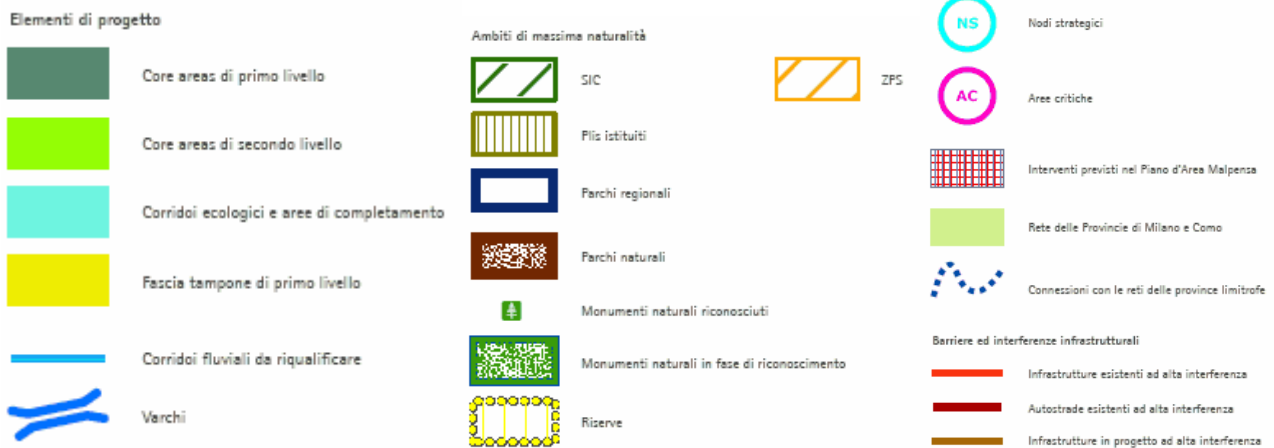 Elementi di progetto
Core areas di primo livello
Core areas di secondo livello
Corridoi ecologici e aree di completamento
Fascia tampone di primo livello
Corridoi fluviali da riqualificare
Varchi
Ambiti di massima naturalità
SIC
ZPS
Plis istituiti
Parchi regionali
Parchi naturali
Monumenti naturali riconosciuti
Monumenti naturali in fase di riconoscimento
Riserve
NS
Nodi strategici
AC
Aree critiche
Interventi previsti nel Piano d'Area Malpensa
Rete delle Provincie di Milano e Como
Connessioni con le reti delle province limitrofe
Barriere ed interferenze infrastrutturali
Infrastrutture esistenti ad alta interferenza
Autostrade esistenti ad alta interferenza
Infrastrutture in progetto ad alta interferenza